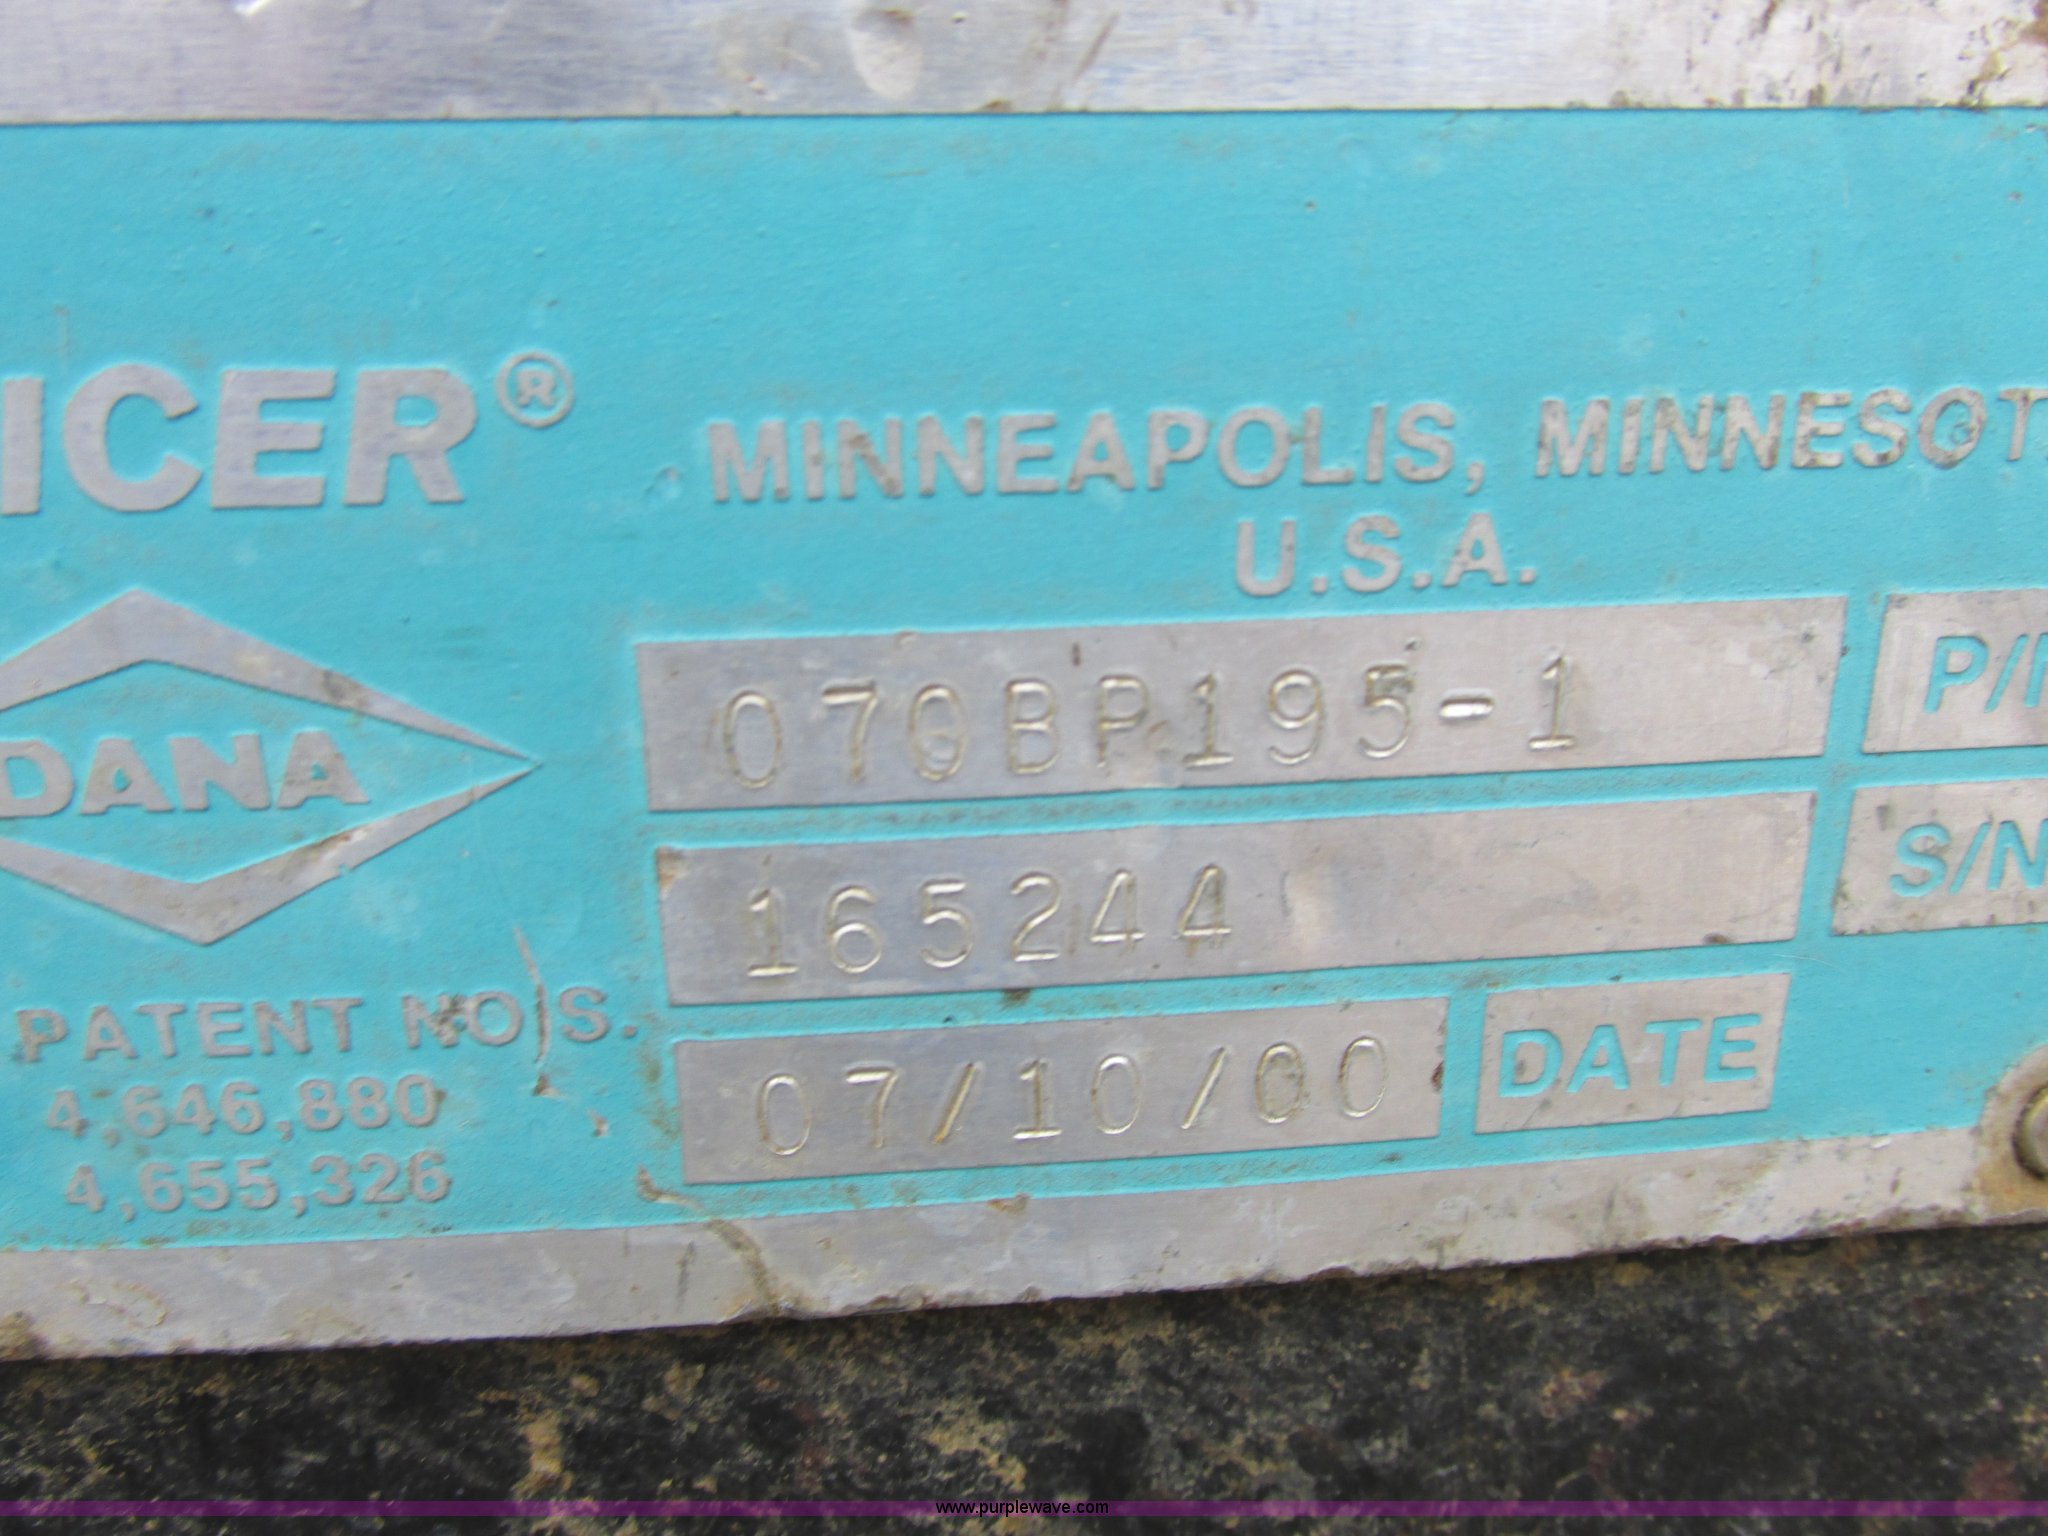 ICER®
MINNEAPOLIS, MINNESOT
U.S.A.
DANA
070BP195-1 P/N
165244 S/N
07/10/00 DATE
PATENT NO'S.
4,646,880
4,655,326
www.purplewave.com